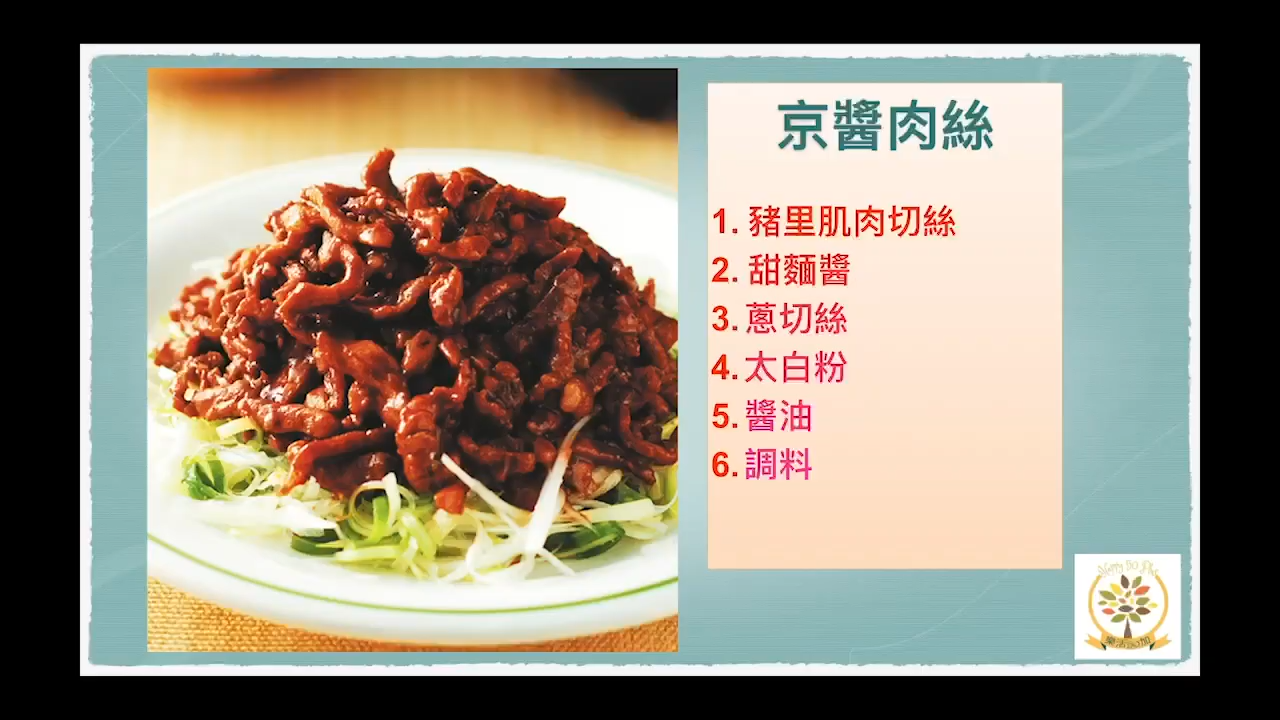 京醬肉絲
1. 豬里肌肉切絲
2. 甜麵醬
3. 蔥切絲
4. 太白粉
5. 醬油
6. 調料